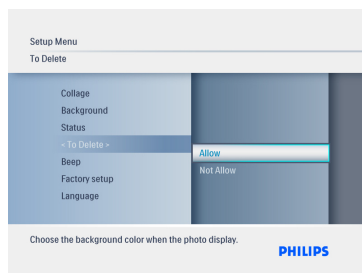 Setup Menu
To Delete
Collage
Background
Status
< To Delete >
Beep
Factory setup
Language
Allow
Not Allow
Choose the background color when the photo display.
PHILIPS